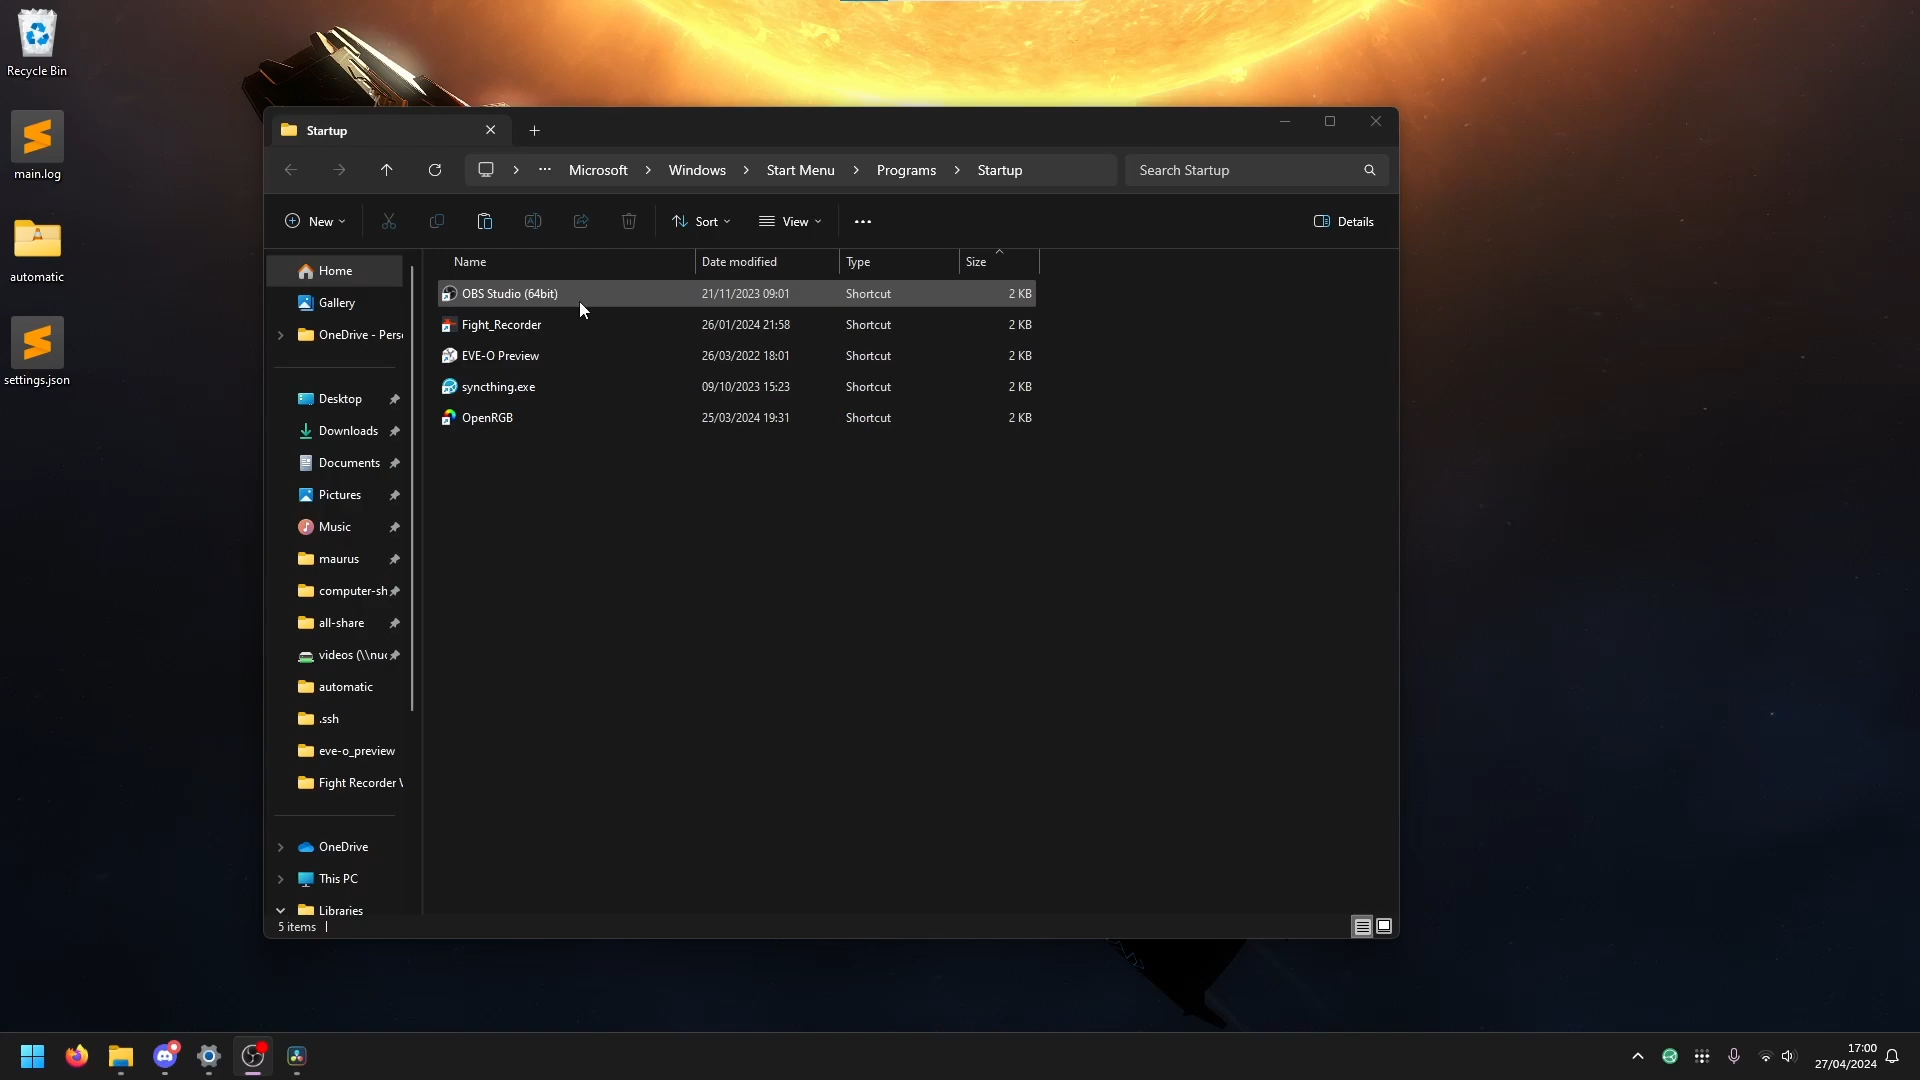 Recycle Bin
main.log
automatic
settings.json
Startup
Microsoft
Windows
Start Menu
Programs
Startup
Search Startup
New
Sort
View
Details
Home
Gallery
OneDrive - Pers
Desktop
Downloads
Documents
Pictures
Music
maurus
computer-sh
all-share
videos (\\nu
automatic
.ssh
eve-o_preview
Fight Recorder
OneDrive
This PC
Libraries
Name Date modified Type Size
OBS Studio (64bit) 21/11/2023 09:01 Shortcut 2 KB
Fight_Recorder 26/01/2024 21:58 Shortcut 2 KB
EVE-O Preview 26/03/2022 18:01 Shortcut 2 KB
syncthing.exe 09/10/2023 15:23 Shortcut 2 KB
OpenRGB 25/03/2024 19:31 Shortcut 2 KB
5 items
17:00
27/04/2024